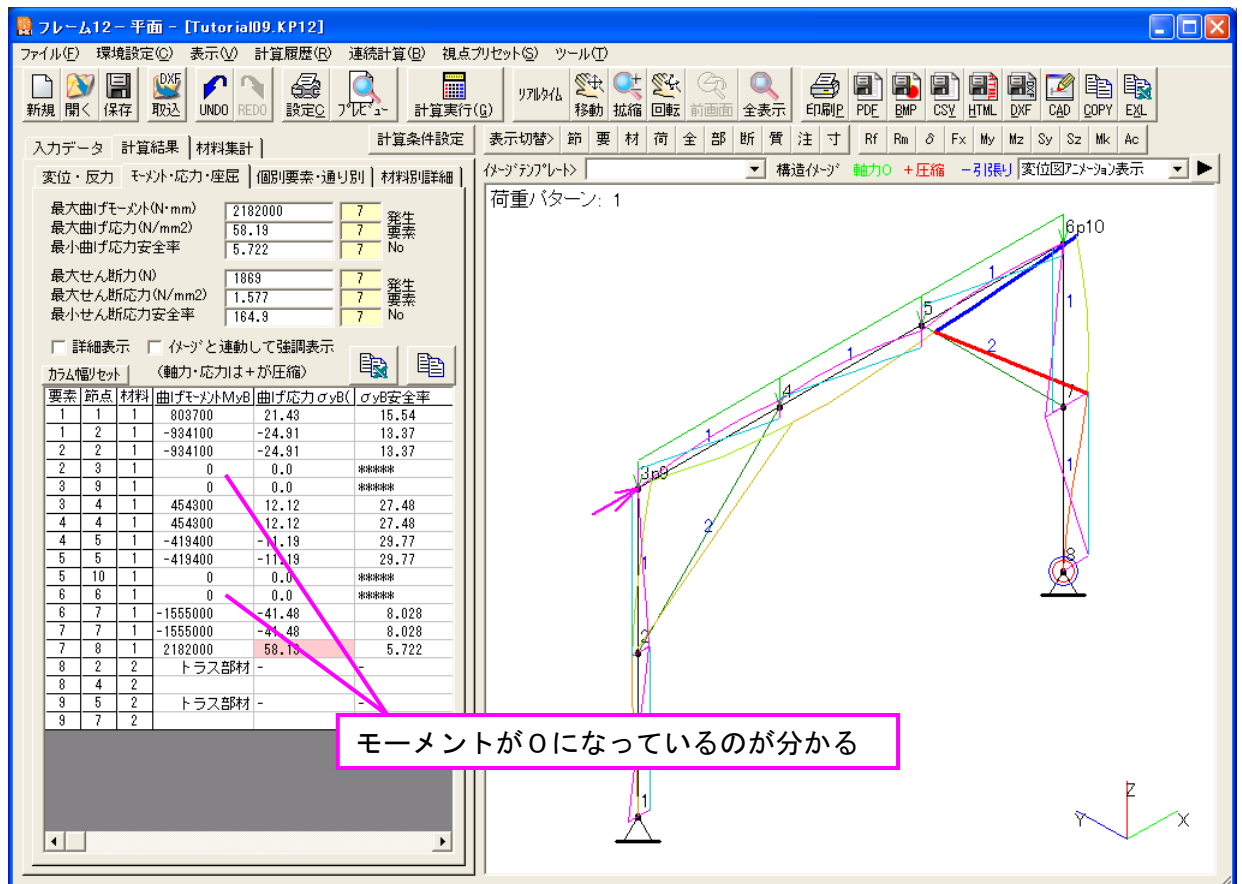 フレーム12－平面 - [Tutorial09.KP12]
ファイル(F) 環境設定(C) 表示(V) 計算履歴(R) 連続計算(B) 視点プリセット(S) ツール(T)
新規 開く 保存 取込 UNDO REDO 設定C プレビュー 計算実行(G) リアルタイム 移動 拡縮 回転 前画面 全表示 印刷P PDF BMP CSV HTML DXF CAD COPY EXL
入力データ 計算結果 材料集計 計算条件設定 表示切替> 節 要 材 荷 全 部 断 質 注 寸 Rf Rm δ Fx My Mz Sy Sz Mk Ac
変位・反力 モーメント・応力・座屈 個別要素・通り別 材料別詳細 イメージテンプレート> 構造イメージ 軸力0 +圧縮 -引張り 変位図アニメーション表示
荷重パターン: 1
最大曲げモーメント(N・mm) 2182000 7
最大曲げ応力(N/mm2) 58.19 7
最小曲げ応力安全率 5.722 7
発生
要素
No
最大せん断力(N) 1869 7
最大せん断応力(N/mm2) 1.577 7
最小せん断応力安全率 164.9 7
発生
要素
No
詳細表示 イメージと連動して強調表示
カラム幅リセット (軸力・応力は+が圧縮)
要素 節点 材料 曲げモーメントMyB 曲げ応力σyB( σyB安全率
1 1 1 803700 21.43 15.54
1 2 1 -934100 -24.91 13.37
2 2 1 -934100 -24.91 13.37
2 3 1 0 0.0 *****
3 9 1 0 0.0 *****
3 4 1 454300 12.12 27.48
4 4 1 454300 12.12 27.48
4 5 1 -419400 -11.19 29.77
5 5 1 -419400 -11.19 29.77
5 10 1 0 0.0 *****
6 6 1 0 0.0 *****
6 7 1 -1555000 -41.48 8.028
7 7 1 -1555000 -41.48 8.028
7 8 1 2182000 58.19 5.722
8 2 2 トラス部材 - -
8 4 2
9 5 2 トラス部材 - -
9 7 2
モーメントが０になっているのが分かる
6p10
1
5
1
2
1
4
7
1
3p9
1
2
1
8
2
1
Z
Y
X